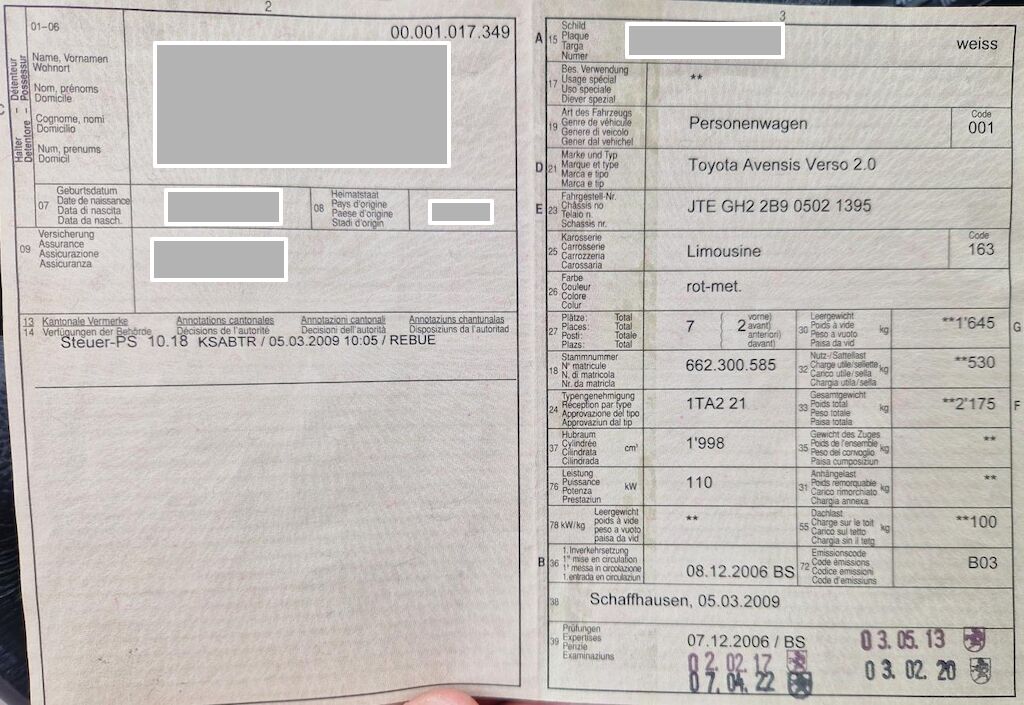 2
01-06
00.001.017.349
Halter – Détenteur
Detentore – Possessur
Name, Vornamen
Wohnort
Nom, prénoms
Domicile
Cognome, nomi
Domicilio
Num, prenums
Domicil
07
Geburtsdatum
Date de naissance
Data di nascita
Data da nasch.
08
Heimatstaat
Pays d'origine
Paese d'origine
Stadi d'origin
09
Versicherung
Assurance
Assicurazione
Assicuranza
13 Kantonale Vermerke Annotations cantonales Annotazioni cantonali Annotaziuns chantunalas
14 Verfügungen der Behörde Décisions de l'autorité Decisioni dell'autorità Disposiziuns da l'autoritad
Steuer-PS 10.18 KSABTR / 05.03.2009 10:05 / REBUE
3
A 15
Schild
Plaque
Targa
Numer
weiss
17
Bes. Verwendung
Usage spécial
Uso speciale
Diever spezial
**
19
Art des Fahrzeugs
Genre de véhicule
Genere di veicolo
Gener dal vehichel
Personenwagen
Code
001
D 21
Marke und Typ
Marque et type
Marca e tipo
Marca e tip
Toyota Avensis Verso 2.0
E 23
Fahrgestell-Nr.
Châssis no
Telaio n.
Schassis nr.
JTE GH2 2B9 0502 1395
25
Karosserie
Carrosserie
Carrozzeria
Carossaria
Limousine
Code
163
26
Farbe
Couleur
Colore
Colur
rot-met.
27
Plätze: Total
Places: Total
Posti: Totale
Plazs: Total
7
2
vorne)
avant)
anteriori)
davant)
30
Leergewicht
Poids à vide
Peso a vuoto
Paisa da vid
kg
**1'645
G
18
Stammnummer
N° matricule
N. di matricola
Nr. da matricla
662.300.585
32
Nutz-/Sattellast
Charge utile/sellette
Carico utile/sella
Chargia utila/sella
kg
**530
24
Typengenehmigung
Réception par type
Approvazione del tipo
Approvaziun dal tip
1TA2 21
33
Gesamtgewicht
Poids total
Peso totale
Paisa totala
kg
**2'175
F
37
Hubraum
Cylindrée
Cilindrata
Cilindrada
cm³
1'998
35
Gewicht des Zuges
Poids de l'ensemble
Peso del convoglio
Paisa cumposiziun
kg
**
76
Leistung
Puissance
Potenza
Prestaziun
kW
110
31
Anhängelast
Poids remorquable
Carico rimorchiato
Chargia annexa
kg
**
78 kW/kg
Leergewicht
poids à vide
peso a vuoto
paisa da vid
**
55
Dachlast
Charge sur le toit
Carico sul tetto
Chargia sin il tetg
kg
**100
B 36
1. Inverkehrsetzung
1re mise en circulation
1a messa in circolazione
1. entrada en circulaziun
08.12.2006 BS
72
Emissionscode
Code émissions
Codice emissioni
Code d'emissiuns
B03
38
Schaffhausen, 05.03.2009
39
Prüfungen
Expertises
Perizie
Examinaziuns
07.12.2006 / BS
03.05.13
02.02.17
03.02.20
07.04.22